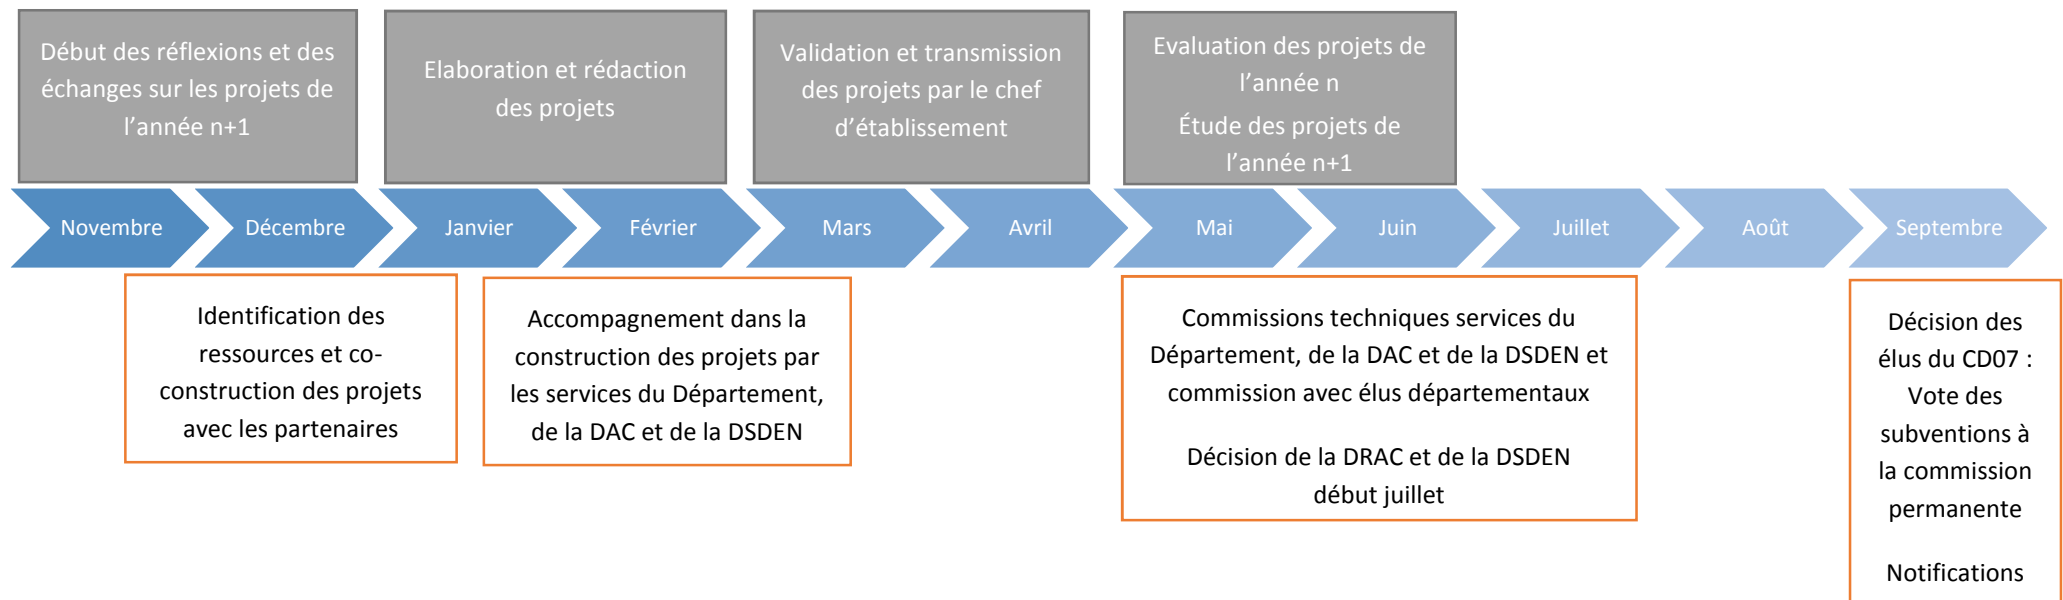 Début des réflexions et des
échanges sur les projets de
l'année n+1
Elaboration et rédaction
des projets
Validation et transmission
des projets par le chef
d'établissement
Evaluation des projets de
l'année n
Étude des projets de
l'année n+1
Novembre
Décembre
Janvier
Février
Mars
Avril
Mai
Juin
Juillet
Août
Septembre
Identification des
ressources et co-
construction des projets
avec les partenaires
Accompagnement dans la
construction des projets par
les services du Département,
de la DAC et de la DSDEN
Commissions techniques services du
Département, de la DAC et de la DSDEN et
commission avec élus départementaux
Décision de la DRAC et de la DSDEN
début juillet
Décision des
élus du CD07 :
Vote des
subventions à
la commission
permanente
Notifications